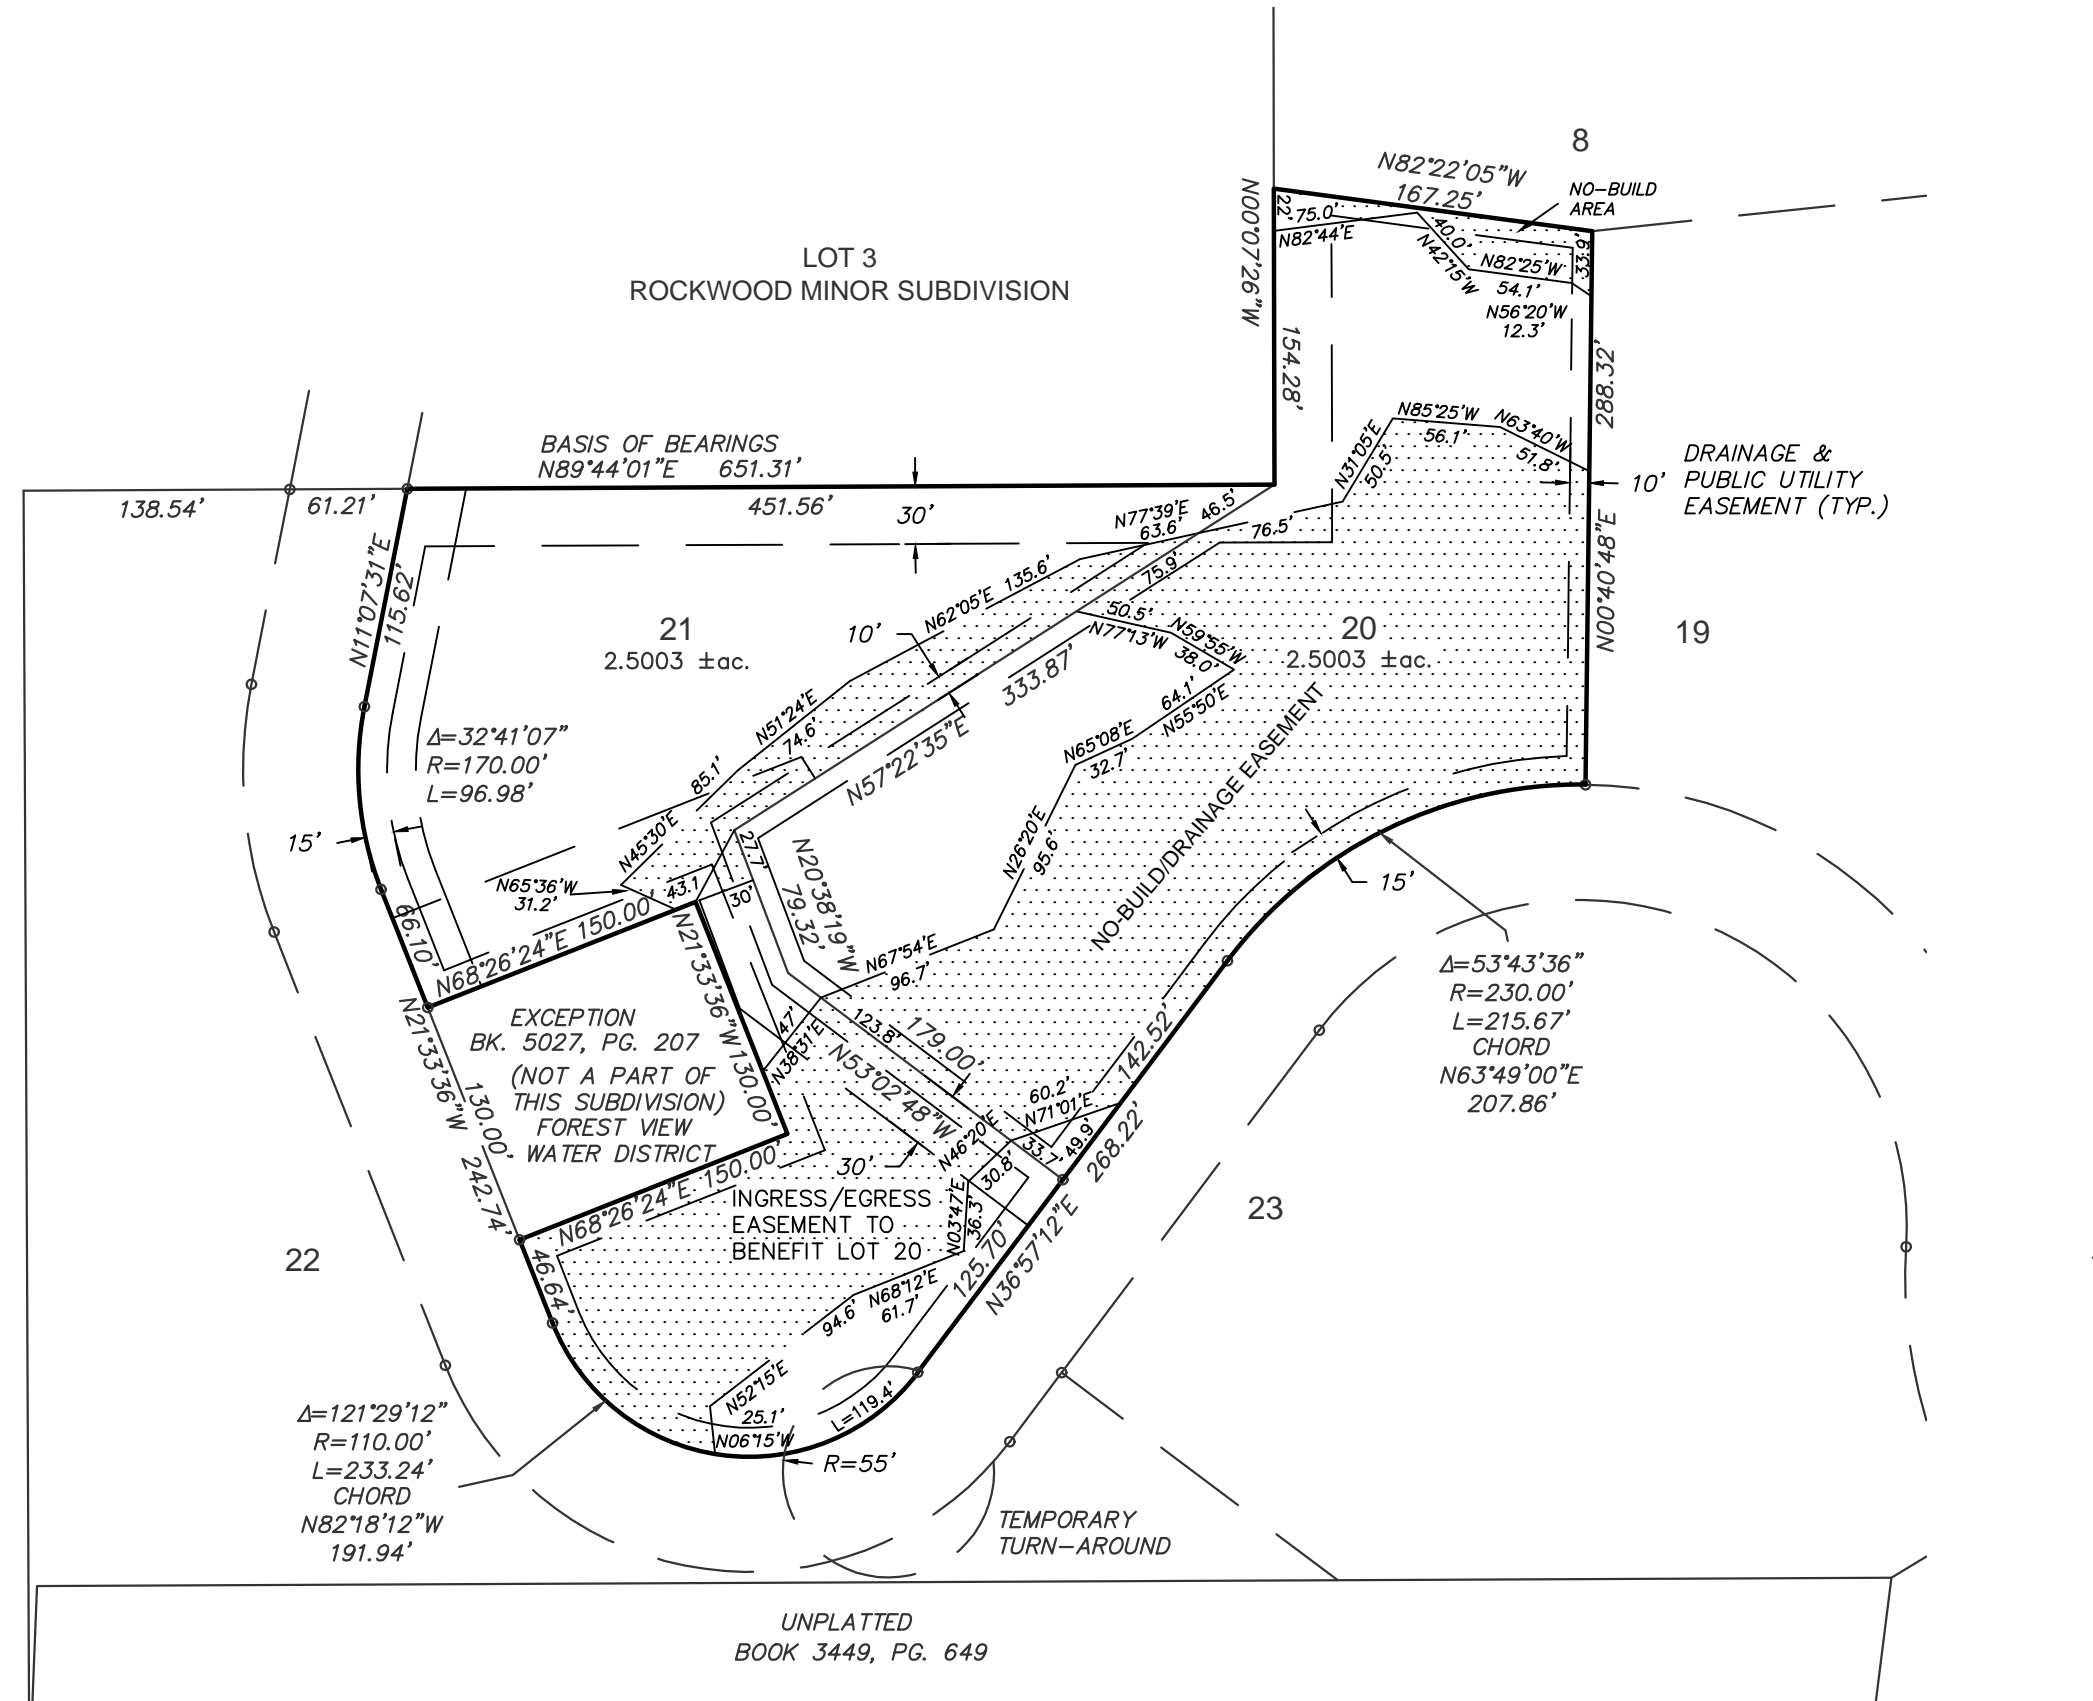 8
N82°22'05"W
167.25'
NO-BUILD
AREA
22'
75.0'
N82°44'E
40.0'
N42°15'W
N82°25'W
54.1'
33.9'
N56°20'W
12.3'
N00°07'26"W
154.28'
LOT 3
ROCKWOOD MINOR SUBDIVISION
288.32'
N00°40'48"E
BASIS OF BEARINGS
N89°44'01"E 651.31'
138.54'
61.21'
451.56'
30'
N85°25'W
56.1'
N63°40'W
51.8'
N31°05'E
50.5'
10'
DRAINAGE &
PUBLIC UTILITY
EASEMENT (TYP.)
N77°39'E
63.6'
46.5'
76.5'
75.9'
N11°07'31"E
115.62'
N62°05'E 135.6'
10'
21
2.5003 ±ac.
50.5'
N77°13'W
N59°55'W
38.0'
20
2.5003 ±ac.
19
333.87'
N57°22'35"E
64.1'
N55°50'E
N65°08'E
32.7'
N51°24'E
74.6'
85.1'
Δ=32°41'07"
R=170.00'
L=96.98'
15'
N45°30'E
N65°36'W
31.2'
27.7'
43.1
30'
N20°38'19"W
79.32'
N26°20'E
95.6'
NO-BUILD/DRAINAGE EASEMENT
15'
66.10'
N68°26'24"E 150.00'
N21°33'36"W 130.00'
N67°54'E
96.7'
Δ=53°43'36"
R=230.00'
L=215.67'
CHORD
N63°49'00"E
207.86'
EXCEPTION
BK. 5027, PG. 207
(NOT A PART OF
THIS SUBDIVISION)
FOREST VIEW
WATER DISTRICT
N21°33'36"W 242.74'
130.00'
47'
N38°31'E
123.8'
179.00'
N53°02'48"W
142.52'
60.2'
N71°01'E
49.9'
268.22'
N46°20'E
33.7'
30.8'
30'
N68°26'24"E 150.00'
INGRESS/EGRESS
EASEMENT TO
BENEFIT LOT 20
N03°47'E
36.3'
125.70'
N36°57'12"E
23
22
46.64'
N68°12'E
61.7'
94.6'
N52°15'E
25.1'
N06°15'W
L=119.4'
R=55'
Δ=121°29'12"
R=110.00'
L=233.24'
CHORD
N82°18'12"W
191.94'
TEMPORARY
TURN-AROUND
UNPLATTED
BOOK 3449, PG. 649